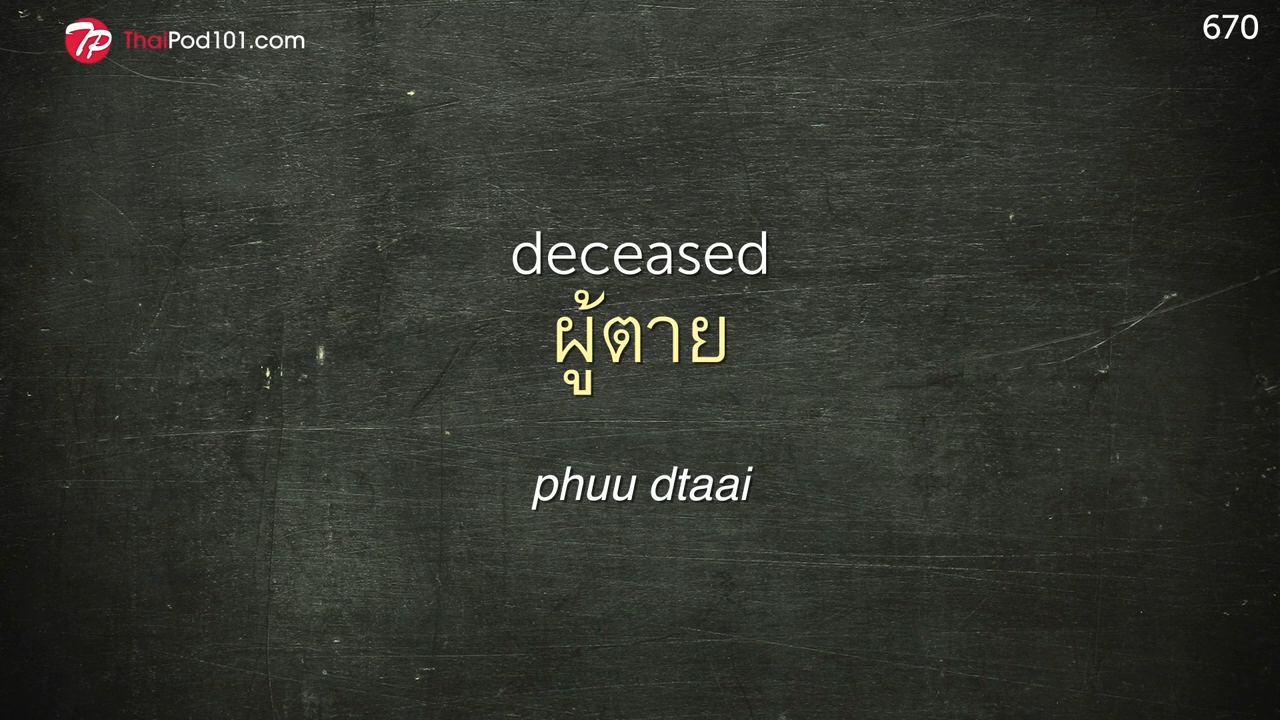 ThaiPod101.com
670
deceased
ผู้ตาย
phuu dtaai